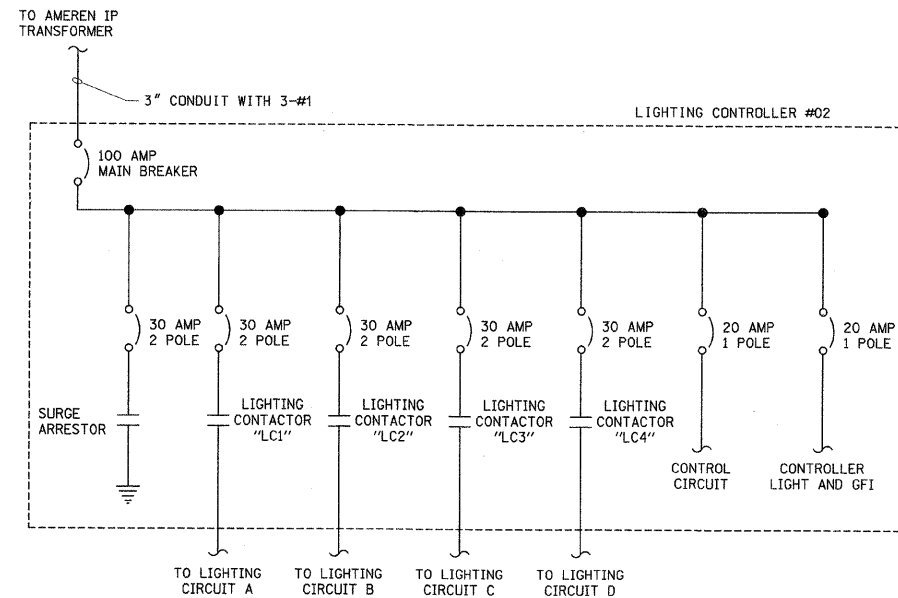 TO AMEREN IP
TRANSFORMER
3" CONDUIT WITH 3-#1
LIGHTING CONTROLLER #02
100 AMP
MAIN BREAKER
30 AMP
2 POLE
30 AMP
2 POLE
30 AMP
2 POLE
30 AMP
2 POLE
30 AMP
2 POLE
20 AMP
1 POLE
20 AMP
1 POLE
SURGE
ARRESTOR
LIGHTING
CONTACTOR
"LC1"
LIGHTING
CONTACTOR
"LC2"
LIGHTING
CONTACTOR
"LC3"
LIGHTING
CONTACTOR
"LC4"
CONTROL
CIRCUIT
CONTROLLER
LIGHT AND GFI
TO LIGHTING
CIRCUIT A
TO LIGHTING
CIRCUIT B
TO LIGHTING
CIRCUIT C
TO LIGHTING
CIRCUIT D